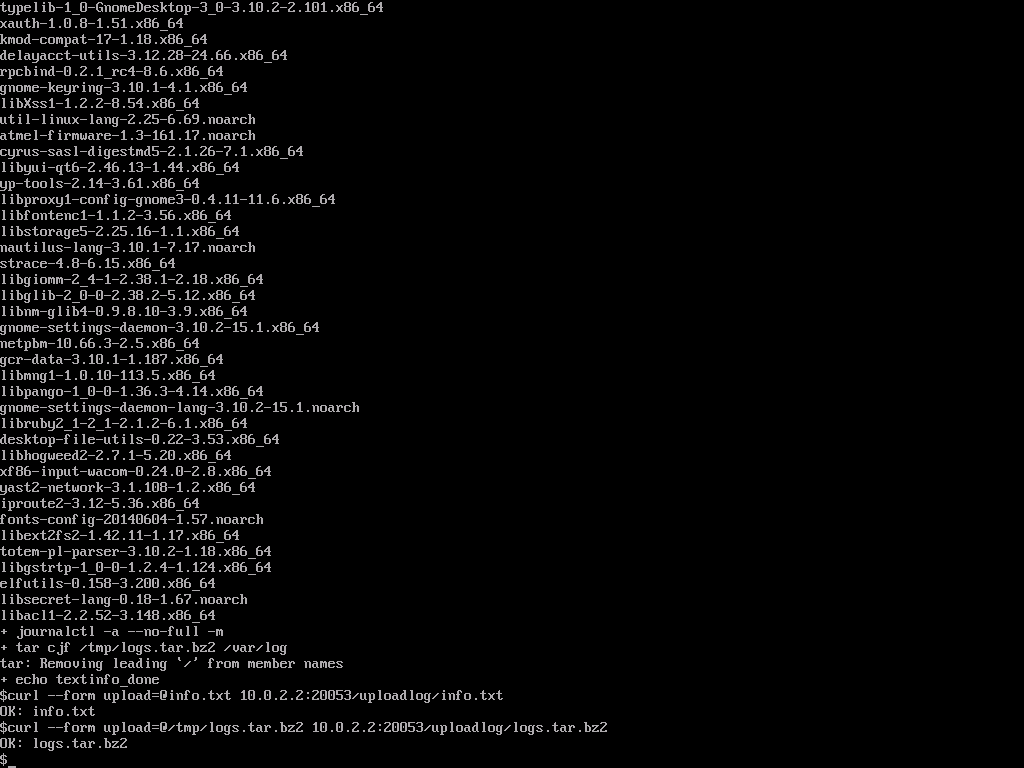 typelib-1_0-GnomeDesktop-3_0-3.10.2-2.101.x86_64
xauth-1.0.8-1.51.x86_64
kmod-compat-17-1.18.x86_64
delayacct-utils-3.12.28-24.66.x86_64
rpcbind-0.2.1_rc4-8.6.x86_64
gnome-keyring-3.10.1-4.1.x86_64
libXss1-1.2.2-8.54.x86_64
util-linux-lang-2.25-6.69.noarch
atmel-firmware-1.3-161.17.noarch
cyrus-sasl-digestmd5-2.1.26-7.1.x86_64
libyui-qt6-2.46.13-1.44.x86_64
yp-tools-2.14-3.61.x86_64
libproxy1-config-gnome3-0.4.11-11.6.x86_64
libfontenc1-1.1.2-3.56.x86_64
libstorage5-2.25.16-1.1.x86_64
nautilus-lang-3.10.1-7.17.noarch
strace-4.8-6.15.x86_64
libgiomm-2_4-1-2.38.1-2.18.x86_64
libglib-2_0-0-2.38.2-5.12.x86_64
libnm-glib4-0.9.8.10-3.9.x86_64
gnome-settings-daemon-3.10.2-15.1.x86_64
netpbm-10.66.3-2.5.x86_64
gcr-data-3.10.1-1.187.x86_64
libmng1-1.0.10-113.5.x86_64
libpango-1_0-0-1.36.3-4.14.x86_64
gnome-settings-daemon-lang-3.10.2-15.1.noarch
libruby2_1-2_1-2.1.2-6.1.x86_64
desktop-file-utils-0.22-3.53.x86_64
libhogweed2-2.7.1-5.20.x86_64
xf86-input-wacom-0.24.0-2.8.x86_64
yast2-network-3.1.108-1.2.x86_64
iproute2-3.12-5.36.x86_64
fonts-config-20140604-1.57.noarch
libext2fs2-1.42.11-1.17.x86_64
totem-pl-parser-3.10.2-1.18.x86_64
libgstrtp-1_0-0-1.2.4-1.124.x86_64
elfutils-0.158-3.200.x86_64
libsecret-lang-0.18-1.67.noarch
libacl1-2.2.52-3.148.x86_64
+ journalctl -a --no-full -m
+ tar cjf /tmp/logs.tar.bz2 /var/log
tar: Removing leading `/' from member names
+ echo textinfo_done
$curl --form upload=@info.txt 10.0.2.2:20053/uploadlog/info.txt
OK: info.txt
$curl --form upload=@/tmp/logs.tar.bz2 10.0.2.2:20053/uploadlog/logs.tar.bz2
OK: logs.tar.bz2
$_